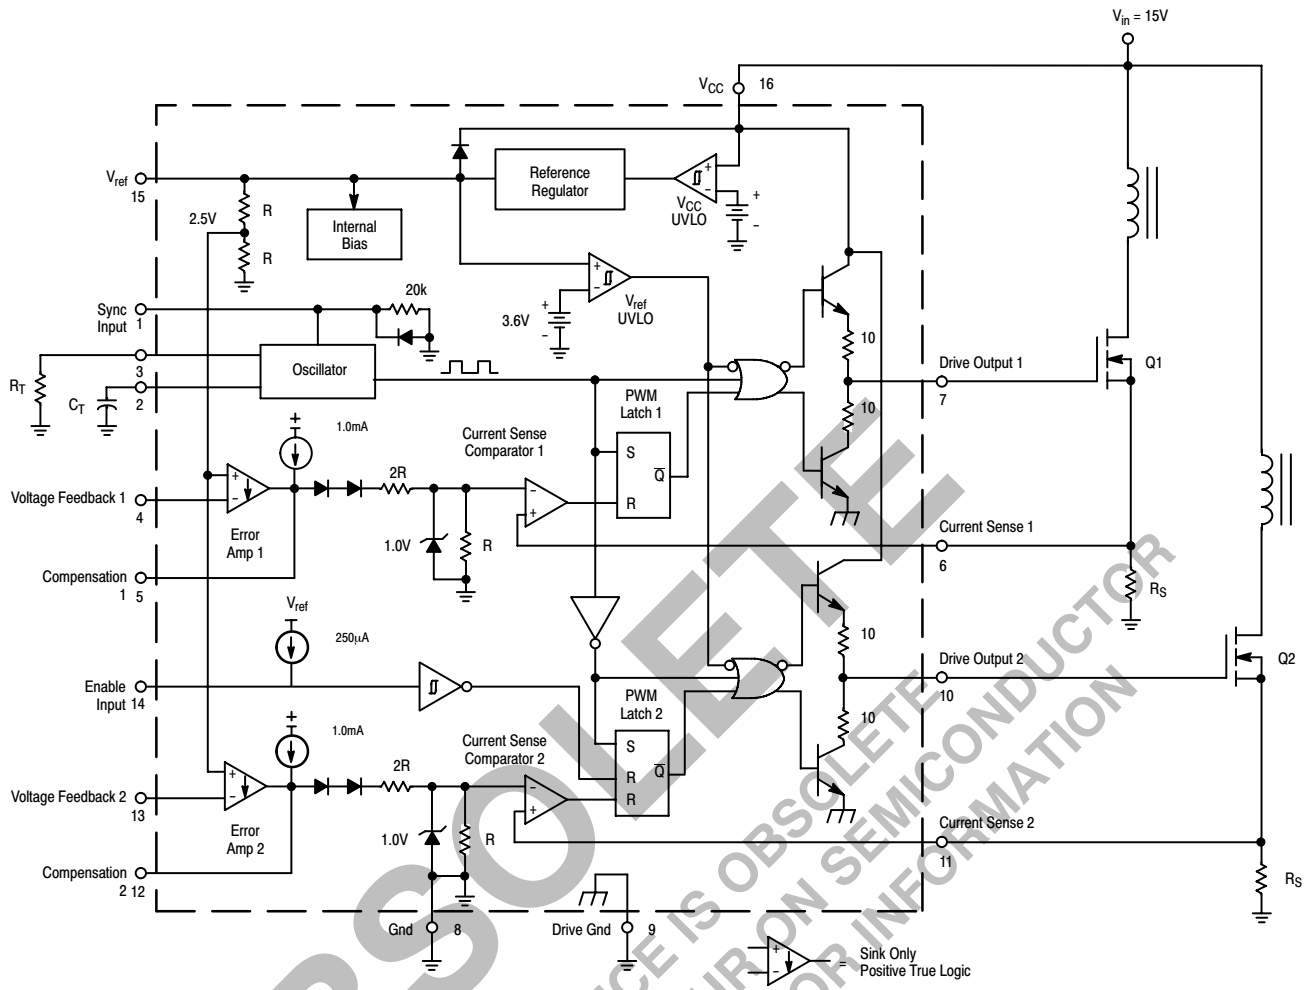 Vin = 15V
VCC 16
Vref
15
2.5V
R
R
Internal
Bias
Reference
Regulator
+
−
VCC
UVLO
+
−
+
−
Vref
UVLO
+
3.6V
−
Sync
Input
1
20k
3
RT
CT
2
Oscillator
10
10
Drive Output 1
7
Q1
PWM
Latch 1
S
Q
R
Current Sense
Comparator 1
−
+
+
1.0mA
2R
Voltage Feedback 1
4
+
−
Error
Amp 1
1.0V
R
Current Sense 1
6
RS
Compensation
1 5
Vref
250μA
Enable
Input
14
10
10
Drive Output 2
10
Q2
PWM
Latch 2
S
R
R
Q
Current Sense
Comparator 2
−
+
+
1.0mA
2R
Voltage Feedback 2
13
+
−
Error
Amp 2
1.0V
R
Current Sense 2
11
RS
Compensation
2 12
Gnd 8
Drive Gnd 9
+
−
= Sink Only
Positive True Logic
OBSOLETE
DEVICE IS OBSOLETE
YOUR ON SEMICONDUCTOR
FOR INFORMATION